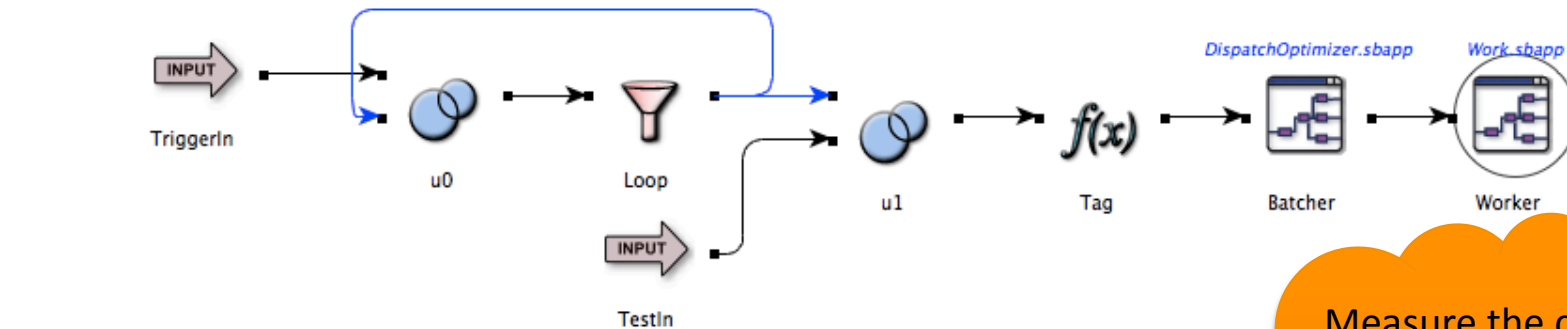 DispatchOptimizer.sbapp
Work.sbapp
INPUT
TriggerIn
f(x)
u0
Loop
u1
Tag
Batcher
Worker
INPUT
TestIn
Measure the